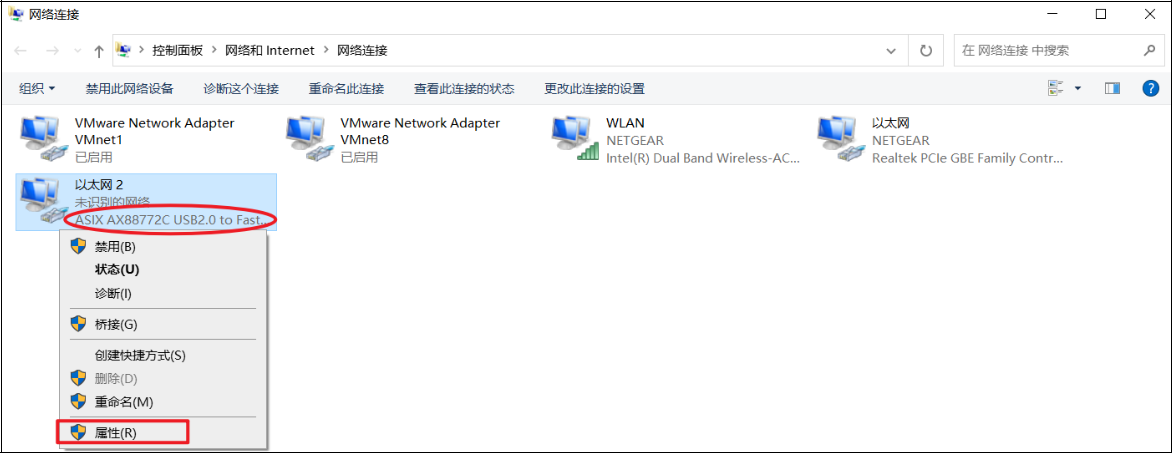 网络连接
控制面板 > 网络和 Internet > 网络连接
在 网络连接 中搜索
组织 禁用此网络设备 诊断这个连接 重命名此连接 查看此连接的状态 更改此连接的设置
VMware Network Adapter
VMnet1
已启用
VMware Network Adapter
VMnet8
已启用
WLAN
NETGEAR
Intel(R) Dual Band Wireless-AC...
以太网
NETGEAR
Realtek PCIe GBE Family Contr...
以太网 2
未识别的网络
ASIX AX88772C USB2.0 to Fast...
禁用(B)
状态(U)
诊断(I)
桥接(G)
创建快捷方式(S)
删除(D)
重命名(M)
属性(R)